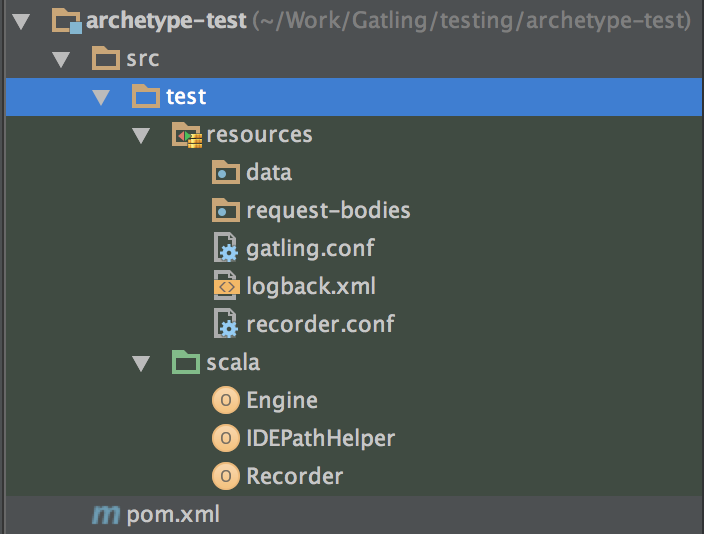 archetype-test (~/Work/Gatling/testing/archetype-test)
src
test
resources
data
request-bodies
gatling.conf
logback.xml
recorder.conf
scala
Engine
IDEPathHelper
Recorder
pom.xml